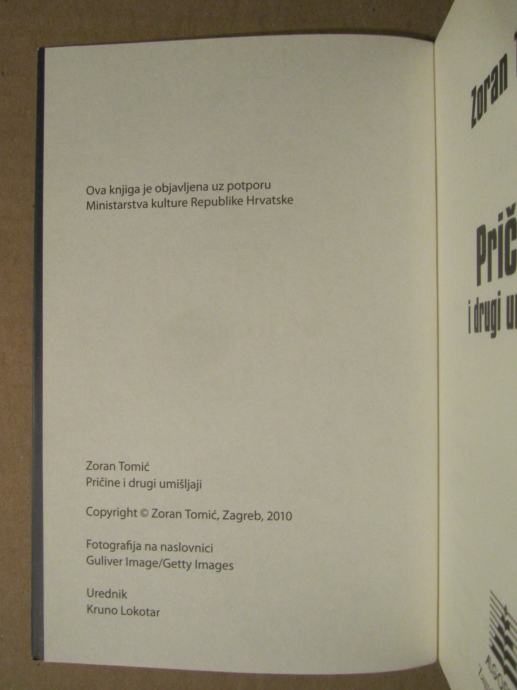 Ova knjiga je objavljena uz potporu
Ministarstva kulture Republike Hrvatske
Zoran Tomić
Pričine i drugi umišljaji
Copyright © Zoran Tomić, Zagreb, 2010
Fotografija na naslovnici
Guliver Image/Getty Images
Urednik
Kruno Lokotar
Zoran
Prič
i drugi